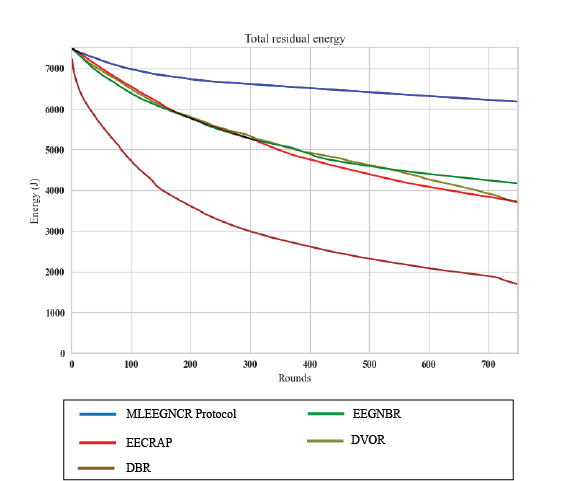 Total residual energy
Energy (J)
7000
6000
5000
4000
3000
2000
1000
0
0 100 200 300 400 500 600 700
Rounds
MLEEGNCR Protocol EEGNBR
EECRAP DVOR
DBR